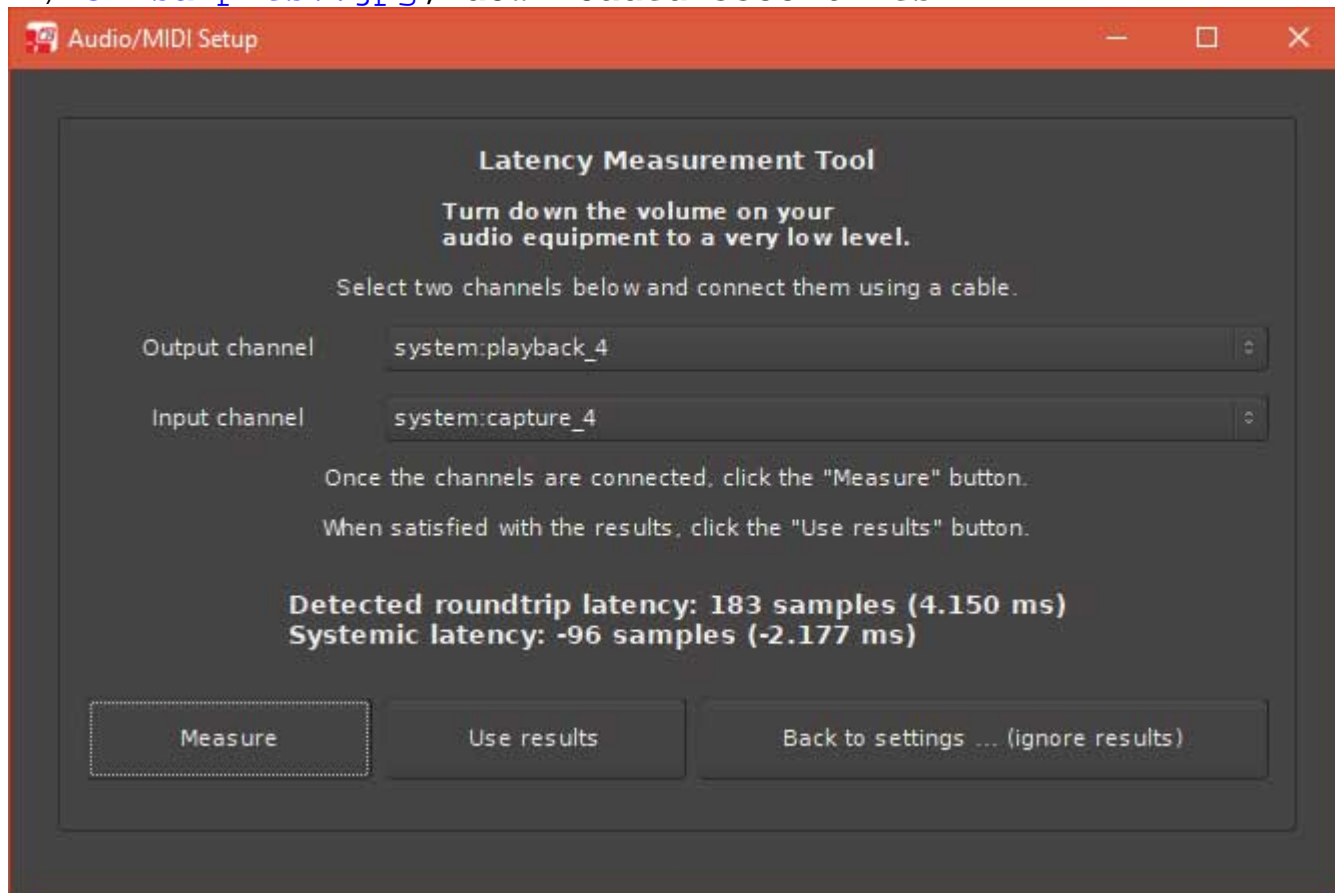 Audio/MIDI Setup
Latency Measurement Tool
Turn down the volume on your
audio equipment to a very low level.
Select two channels below and connect them using a cable.
Output channel system:playback_4
Input channel system:capture_4
Once the channels are connected, click the "Measure" button.
When satisfied with the results, click the "Use results" button.
Detected roundtrip latency: 183 samples (4.150 ms)
Systemic latency: -96 samples (-2.177 ms)
Measure Use results Back to settings ... (ignore results)